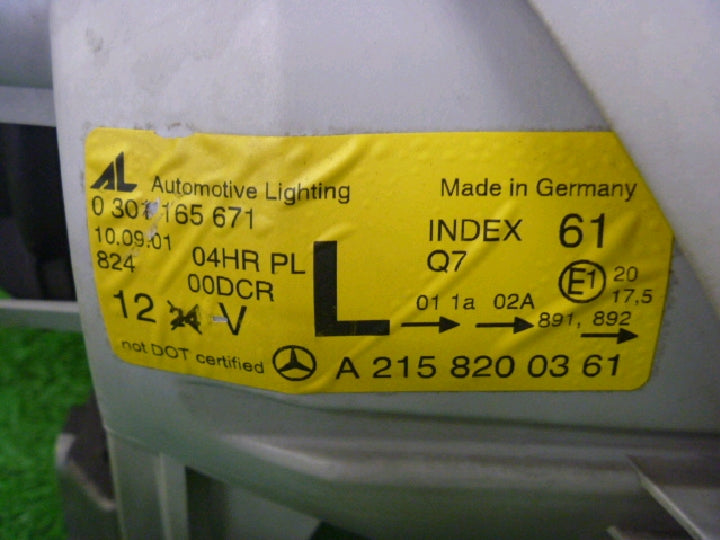 AL Automotive Lighting
Made in Germany
0 301 165 671
10.09.01
824
04HR PL
00DCR
12 24 -V
L
INDEX 61
Q7
E1
20
17,5
01 1a 02A
891, 892
not DOT certified
A 215 820 03 61